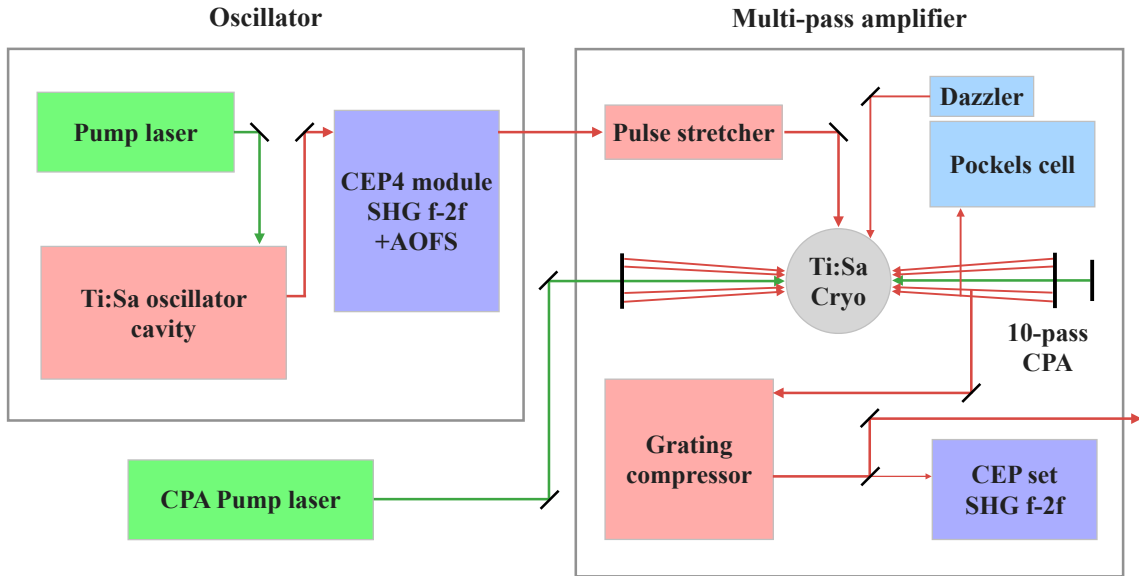 Oscillator
Multi-pass amplifier
Pump laser
CEP4 module
SHG f-2f
+AOFS
Ti:Sa oscillator
cavity
CPA Pump laser
Pulse stretcher
Dazzler
Pockels cell
Ti:Sa
Cryo
10-pass
CPA
Grating
compressor
CEP set
SHG f-2f